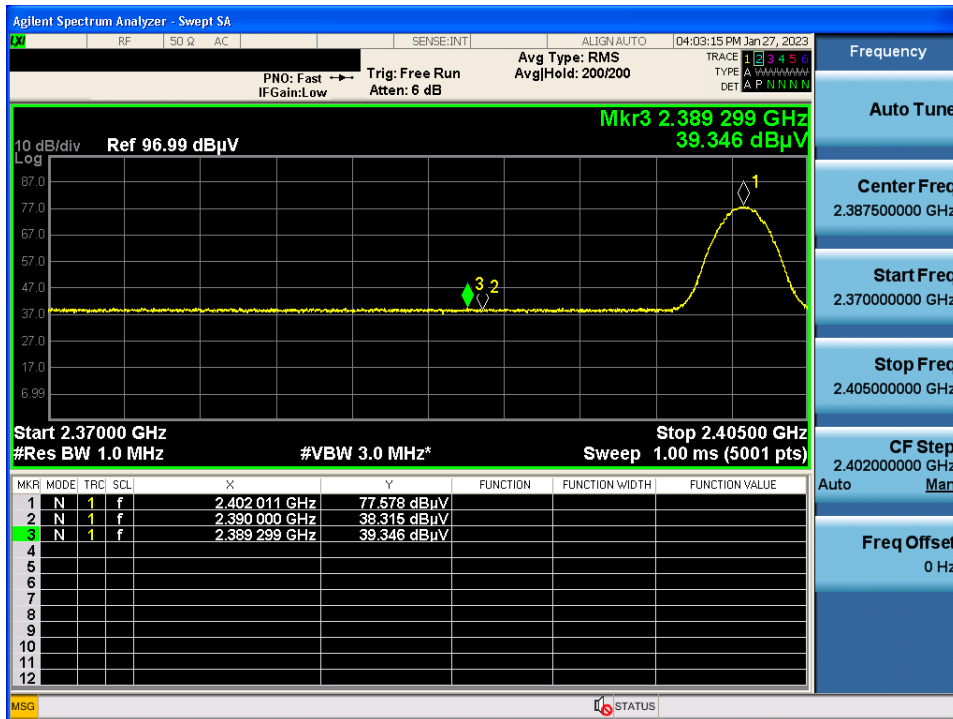 Agilent Spectrum Analyzer - Swept SA
LXI RF 50 Ω AC SENSE:INT ALIGN AUTO 04:03:15 PM Jan 27, 2023
Frequency
PNO: Fast
IFGain:Low
Trig: Free Run
Atten: 6 dB
Avg Type: RMS
Avg|Hold: 200/200
TRACE 1 2 3 4 5 6
TYPE A WWWWW
DET A P N N N N
Mkr3 2.389 299 GHz
39.346 dBµV
10 dB/div
Log
Ref 96.99 dBµV
87.0
77.0
67.0
57.0
47.0
37.0
27.0
17.0
6.99
1
3
2
Start 2.37000 GHz
Stop 2.40500 GHz
#Res BW 1.0 MHz
#VBW 3.0 MHz*
Sweep 1.00 ms (5001 pts)
MKR MODE TRC SCL X Y FUNCTION FUNCTION WIDTH FUNCTION VALUE
1 N 1 f 2.402 011 GHz 77.578 dBµV
2 N 1 f 2.390 000 GHz 38.315 dBµV
3 N 1 f 2.389 299 GHz 39.346 dBµV
4
5
6
7
8
9
10
11
12
Auto Tune
Center Freq
2.387500000 GHz
Start Freq
2.370000000 GHz
Stop Freq
2.405000000 GHz
CF Step
2.402000000 GHz
Auto Man
Freq Offset
0 Hz
MSG
STATUS